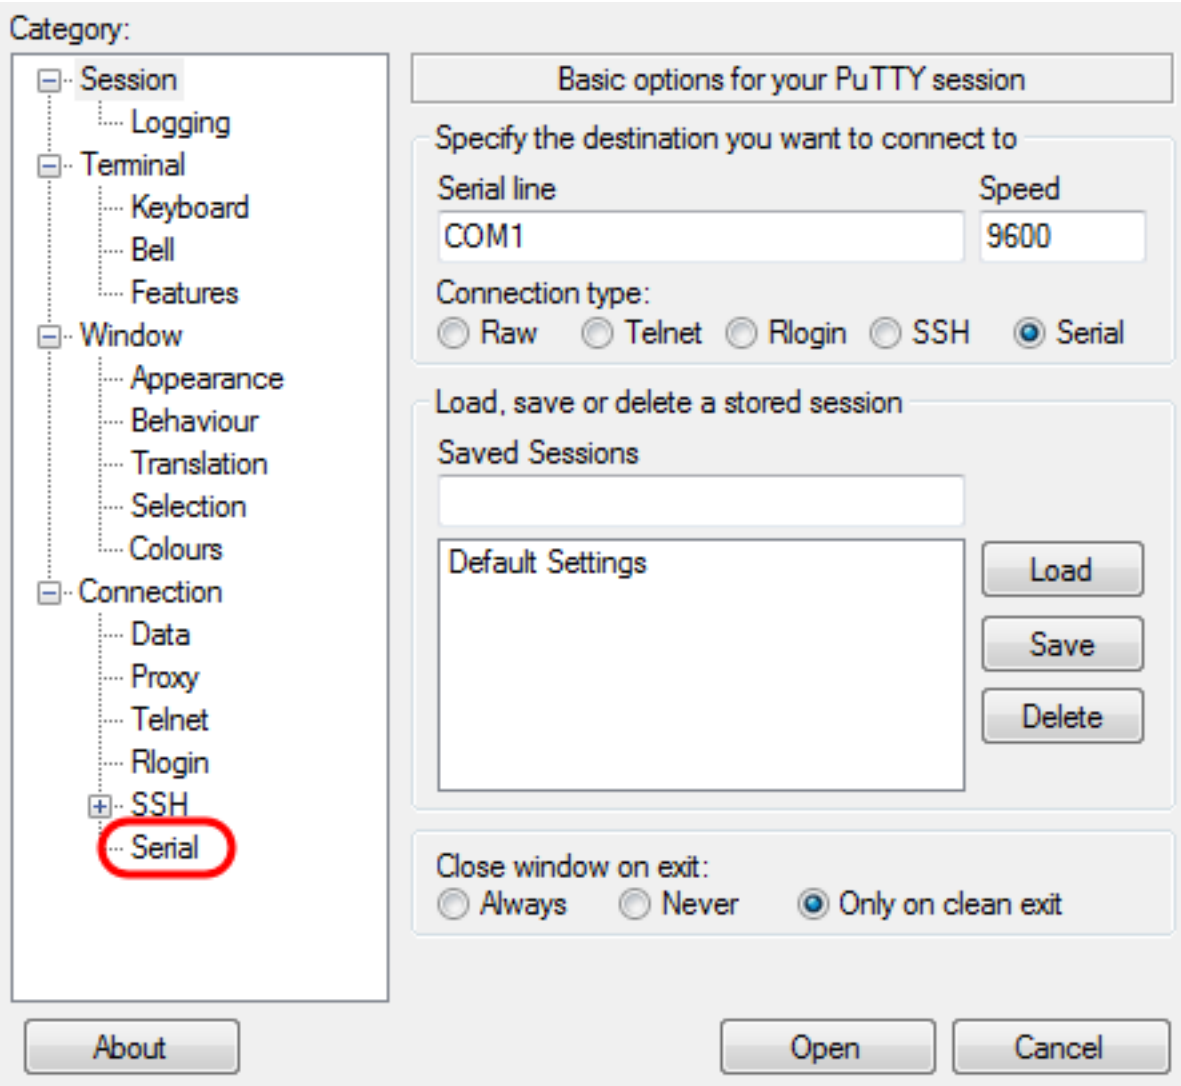 Category:
Session
Logging
Terminal
Keyboard
Bell
Features
Window
Appearance
Behaviour
Translation
Selection
Colours
Connection
Data
Proxy
Telnet
Rlogin
SSH
Serial
Basic options for your PuTTY session
Specify the destination you want to connect to
Serial line Speed
COM1 9600
Connection type:
Raw Telnet Rlogin SSH Serial
Load, save or delete a stored session
Saved Sessions
Default Settings
Load
Save
Delete
Close window on exit:
Always Never Only on clean exit
About Open Cancel